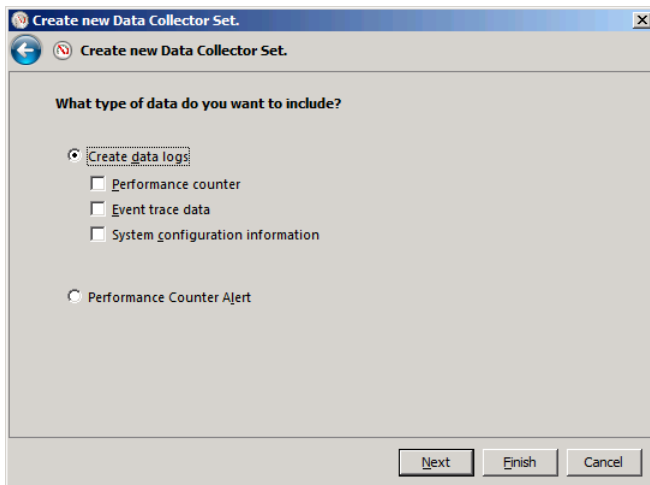 Create new Data Collector Set.
Create new Data Collector Set.
What type of data do you want to include?
Create data logs
Performance counter
Event trace data
System configuration information
Performance Counter Alert
Next Finish Cancel